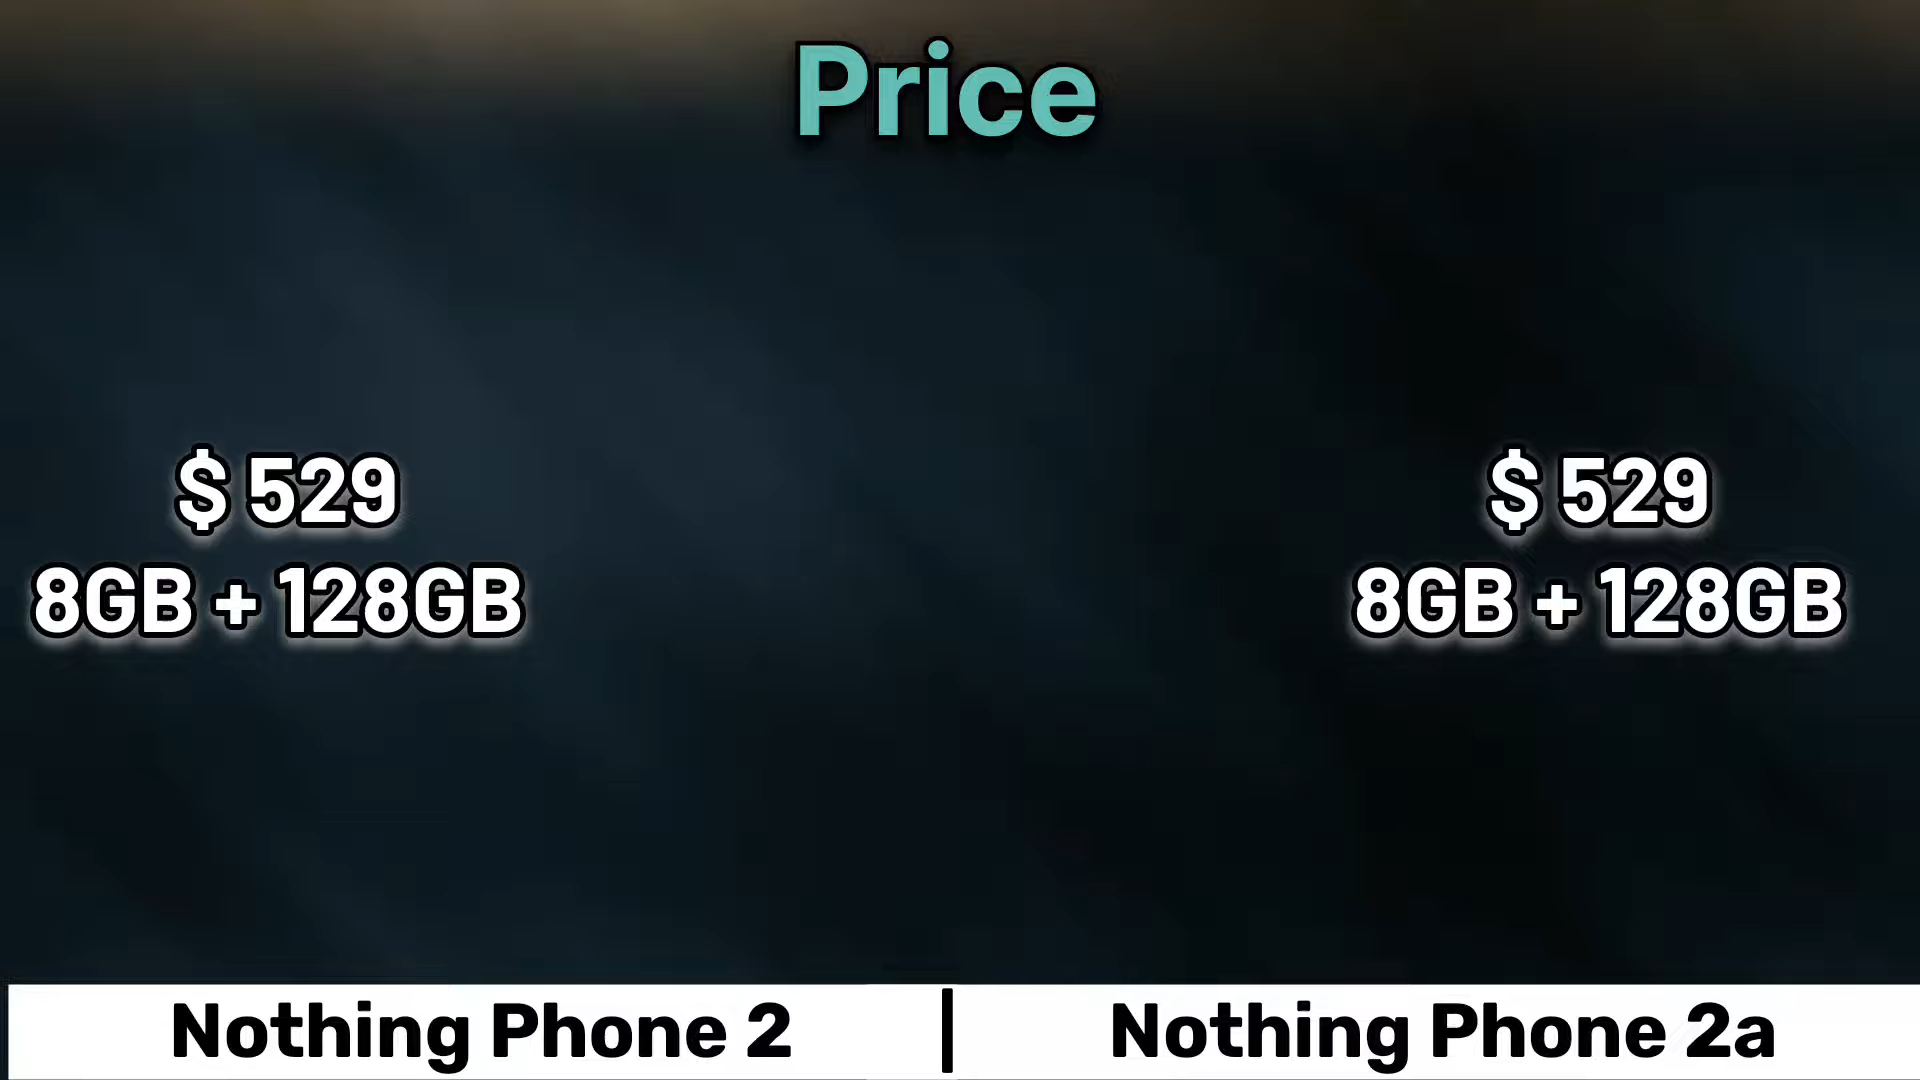 Price
$ 529
8GB + 128GB
$ 529
8GB + 128GB
Nothing Phone 2 | Nothing Phone 2a